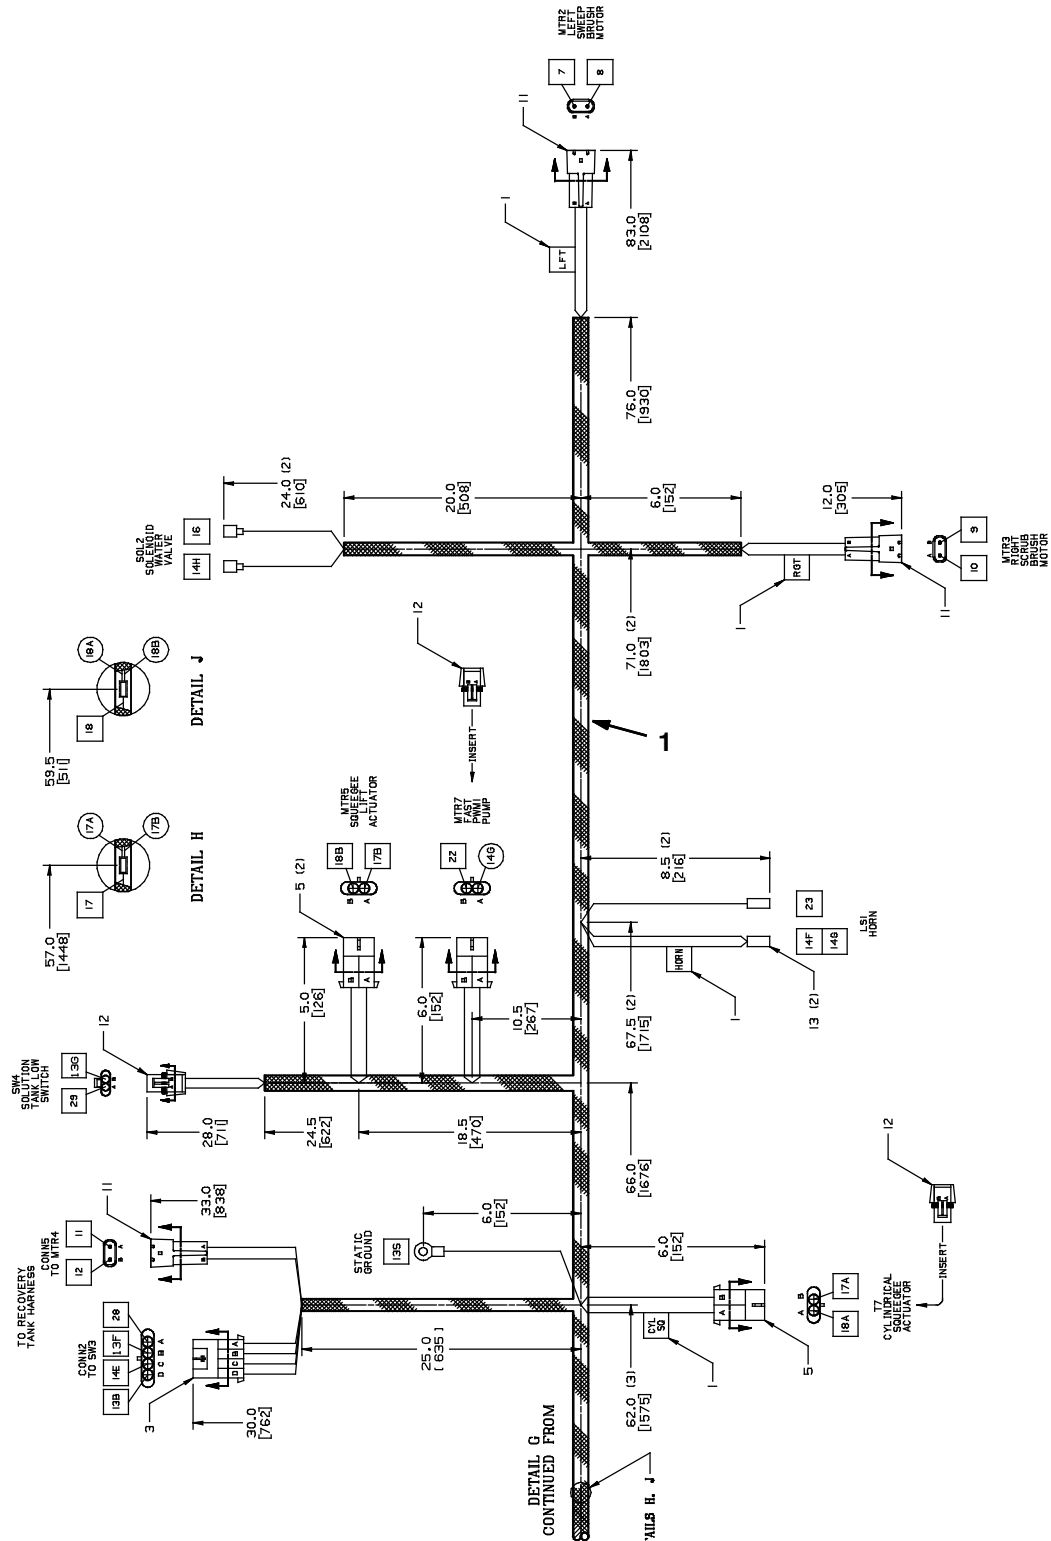 MTR2
LEFT
SWEEP
BRUSH
MOTOR
7
8
B
A
11
B
A
83.0
[2108]
1
LFT
76.0
[1930]
24.0 (2)
[610]
SOL2
SOLENOID
WATER
VALVE
16
14H
20.0
[508]
6.0
[152]
12.0
[305]
A
B
A
B
9
10
MTR3
RIGHT
SCRUB
BRUSH
MOTOR
11
RGT
1
71.0 (2)
[1803]
12
INSERT
18A
18B
18
DETAIL J
59.5
[511]
17A
17B
17
DETAIL H
57.0
[1448]
1
MTR5
SQUEEGEE
LIFT
ACTUATOR
18B
17B
B
A
5 (2)
B
A
MTR7
FAST
PWM1
PUMP
22
14G
B
A
B
A
5.0
[126]
6.0
[152]
10.5
[267]
8.5 (2)
[216]
23
14F
14G
LS1
HORN
HORN
1
13 (2)
67.5 (2)
[1715]
SW4
SOLUTION
TANK LOW
SWITCH
13G
29
A
B
12
28.0
[711]
24.5
[622]
18.5
[470]
66.0
[1676]
TO RECOVERY
TANK HARNESS
CONN5
TO MTR4
11
12
A
B
11
A
B
33.0
[838]
CONN2
TO SW3
28
13F
14E
13B
A
B
C
D
A
B
C
D
3
30.0
[762]
STATIC
GROUND
13S
6.0
[152]
6.0
[152]
25.0
[635]
62.0 (3)
[1575]
CYL
SQ
1
A
B
5
A
B
17A
18A
T7
CYLINDRICAL
SQUEEGEE
ACTUATOR
INSERT
12
DETAIL G
CONTINUED FROM
TAILS H, J